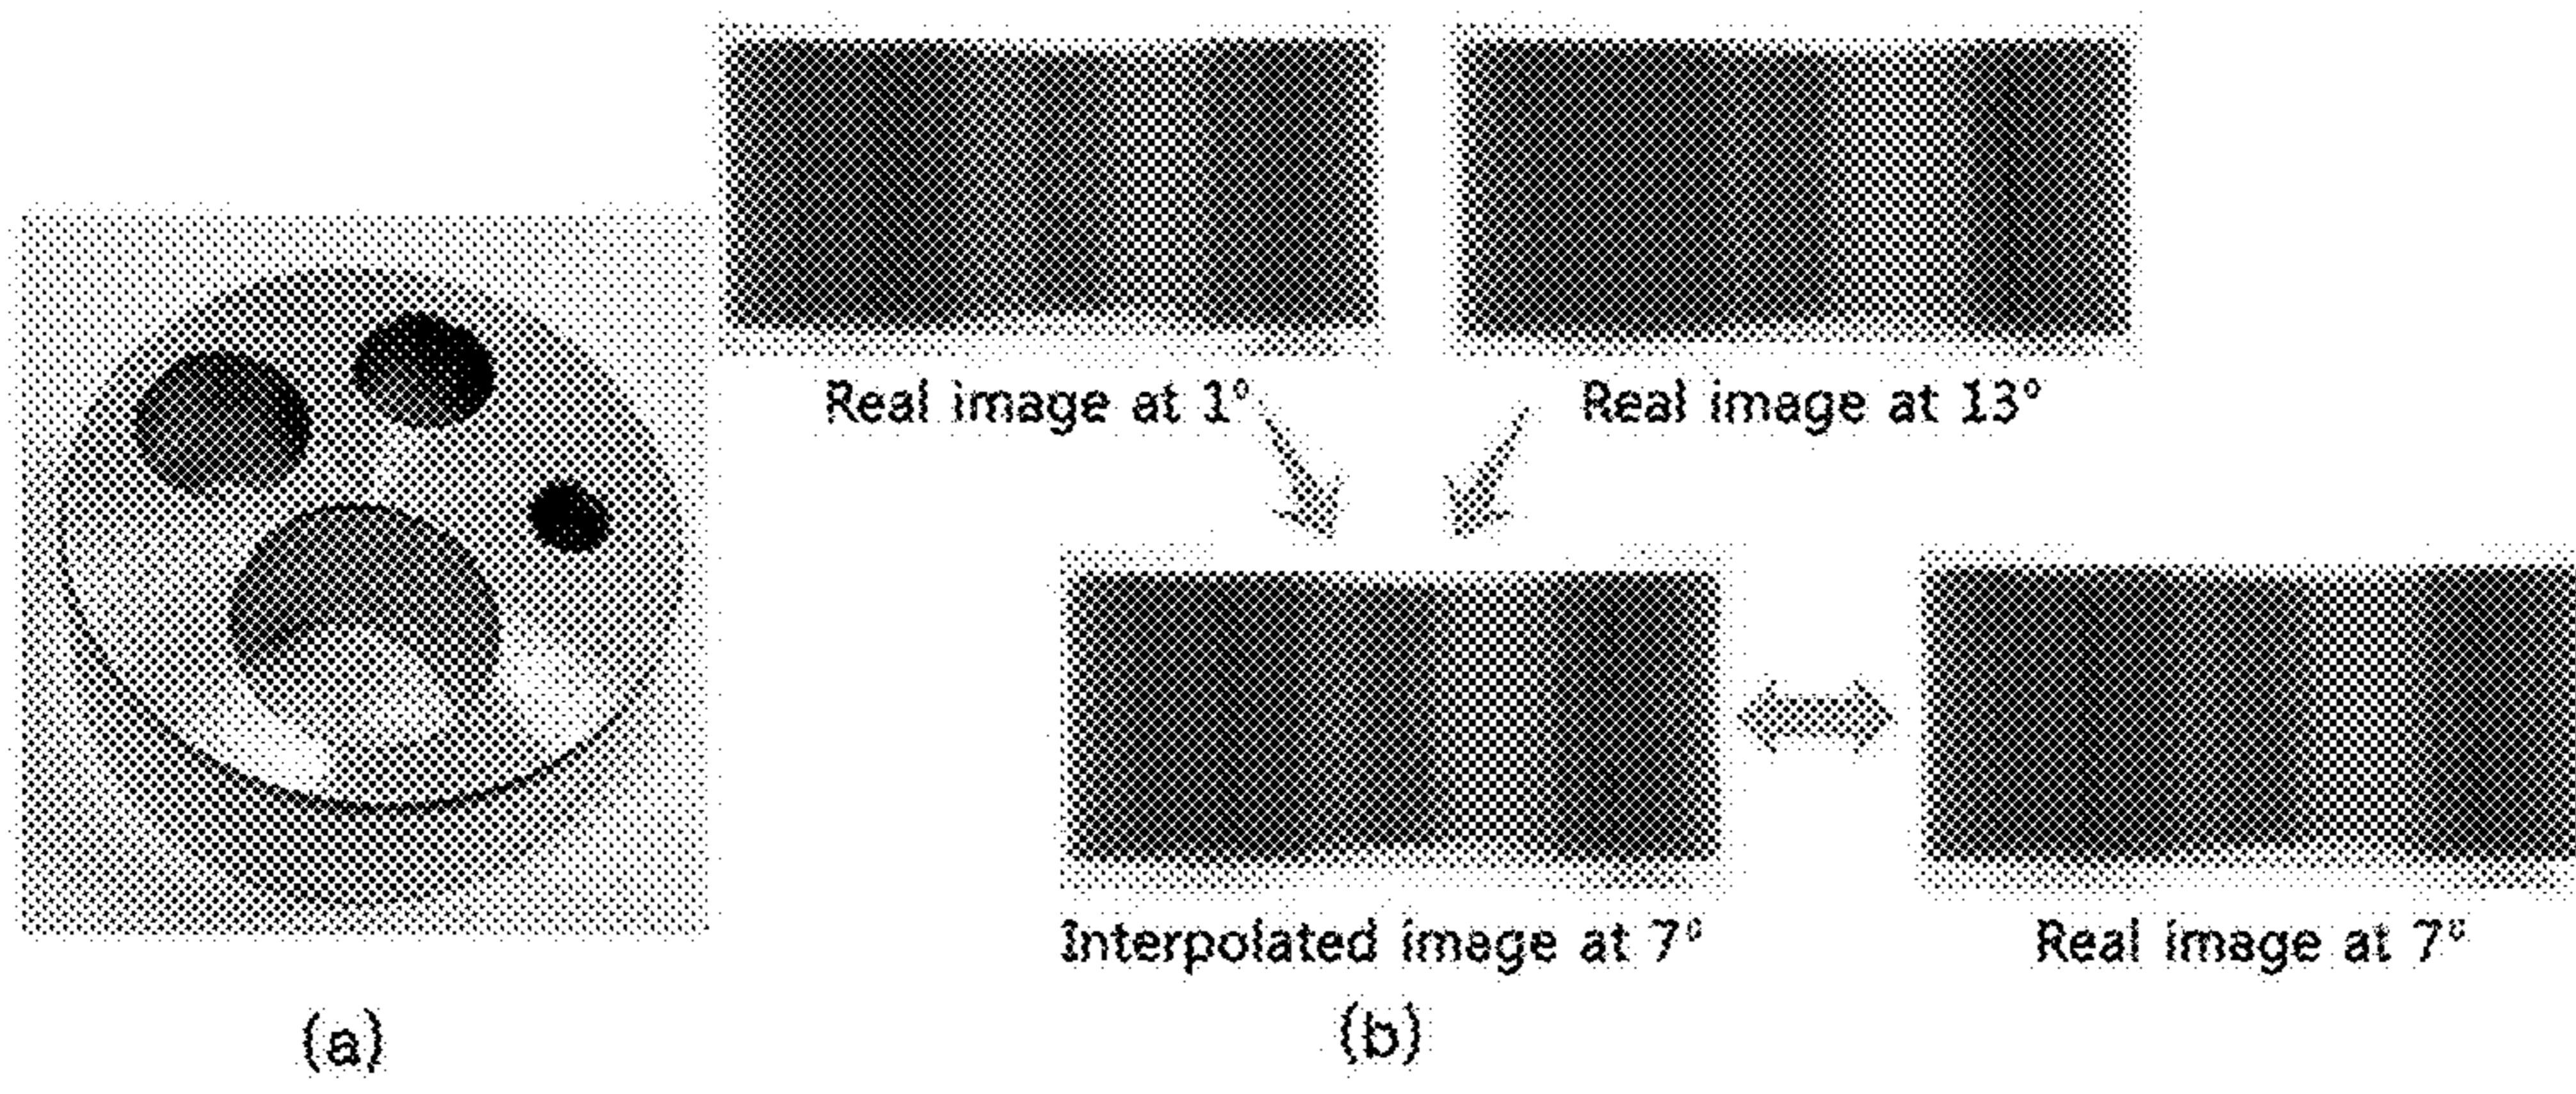 Real image at 1°
Real image at 13°
Interpolated image at 7°
Real image at 7°
(a)
(b)